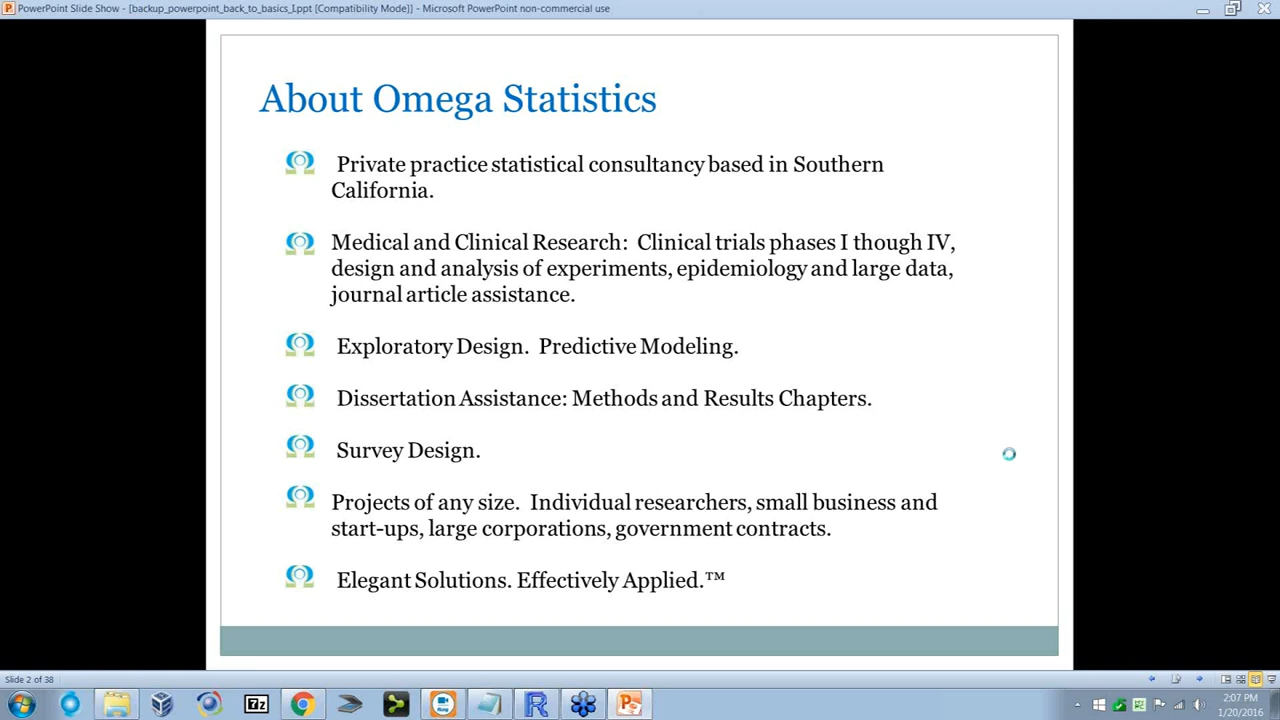 PowerPoint Slide Show - [backup_powerpoint_back_to_basics_I.ppt [Compatibility Mode]] - Microsoft PowerPoint non-commercial use
About Omega Statistics
Private practice statistical consultancy based in Southern
California.
Medical and Clinical Research: Clinical trials phases I though IV,
design and analysis of experiments, epidemiology and large data,
journal article assistance.
Exploratory Design. Predictive Modeling.
Dissertation Assistance: Methods and Results Chapters.
Survey Design.
Projects of any size. Individual researchers, small business and
start-ups, large corporations, government contracts.
Elegant Solutions. Effectively Applied.™
Slide 2 of 38
7z
R
2:07 PM
1/20/2016